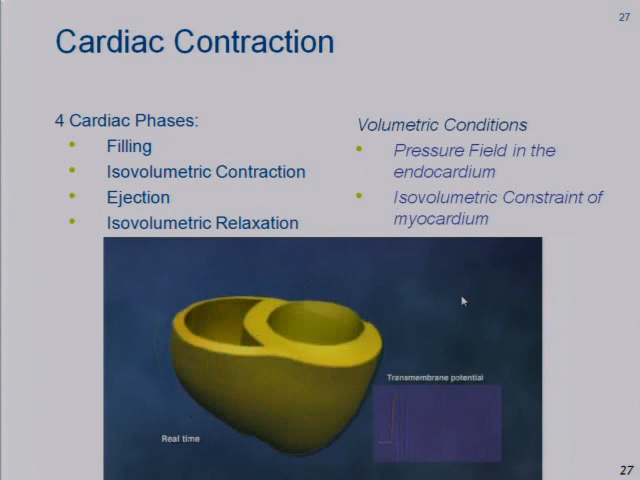 27
Cardiac Contraction
4 Cardiac Phases:
• Filling
• Isovolumetric Contraction
• Ejection
• Isovolumetric Relaxation
Volumetric Conditions
• Pressure Field in the
endocardium
• Isovolumetric Constraint of
myocardium
Transmembrane potential
Real time
27